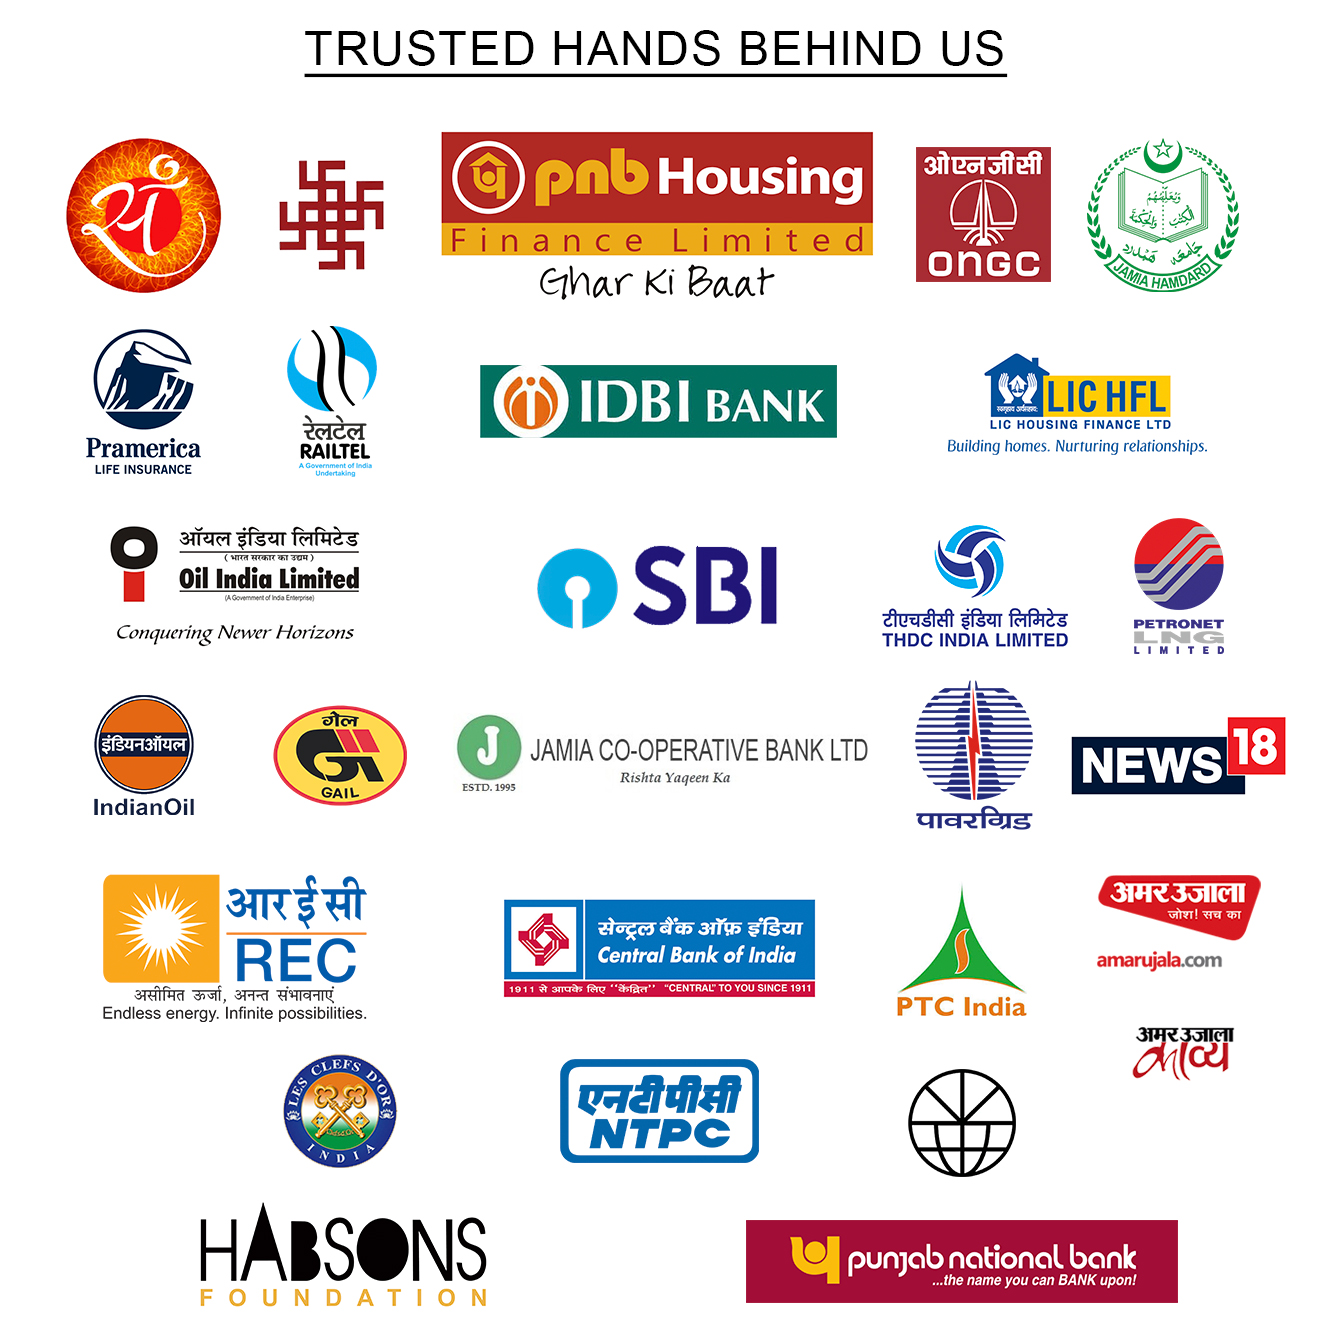 TRUSTED HANDS BEHIND US
सं
pnb Housing
Finance Limited
Ghar Ki Baat
ओएनजीसी
ONGC
جامعہ ہمدرد
JAMIA HAMDARD
Pramerica
LIFE INSURANCE
रेलटेल
RAILTEL
A Government of India
Undertaking
IDBI BANK
LIC HFL
LIC HOUSING FINANCE LTD
Building homes. Nurturing relationships.
ऑयल इंडिया लिमिटेड
( भारत सरकार का उद्यम )
Oil India Limited
(A Government of India Enterprise)
Conquering Newer Horizons
SBI
टीएचडीसी इंडिया लिमिटेड
THDC INDIA LIMITED
PETRONET
LNG
LIMITED
इंडियनऑयल
IndianOil
गेल
GAIL
J
JAMIA CO-OPERATIVE BANK LTD
Rishta Yaqeen Ka
ESTD. 1995
पावरग्रिड
NEWS 18
आर ई सी
REC
असीमित ऊर्जा, अनन्त संभावनाएं
Endless energy. Infinite possibilities.
सेन्ट्रल बैंक ऑफ़ इंडिया
Central Bank of India
1911 से आपके लिए "केंद्रित" "CENTRAL" TO YOU SINCE 1911
PTC India
अमर उजाला
जोश! सच का
amarujala.com
अमर उजाला
काव्य
LES CLEFS D'OR
INDIA
एनटीपीसी
NTPC
HABSONS
FOUNDATION
punjab national bank
...the name you can BANK upon!